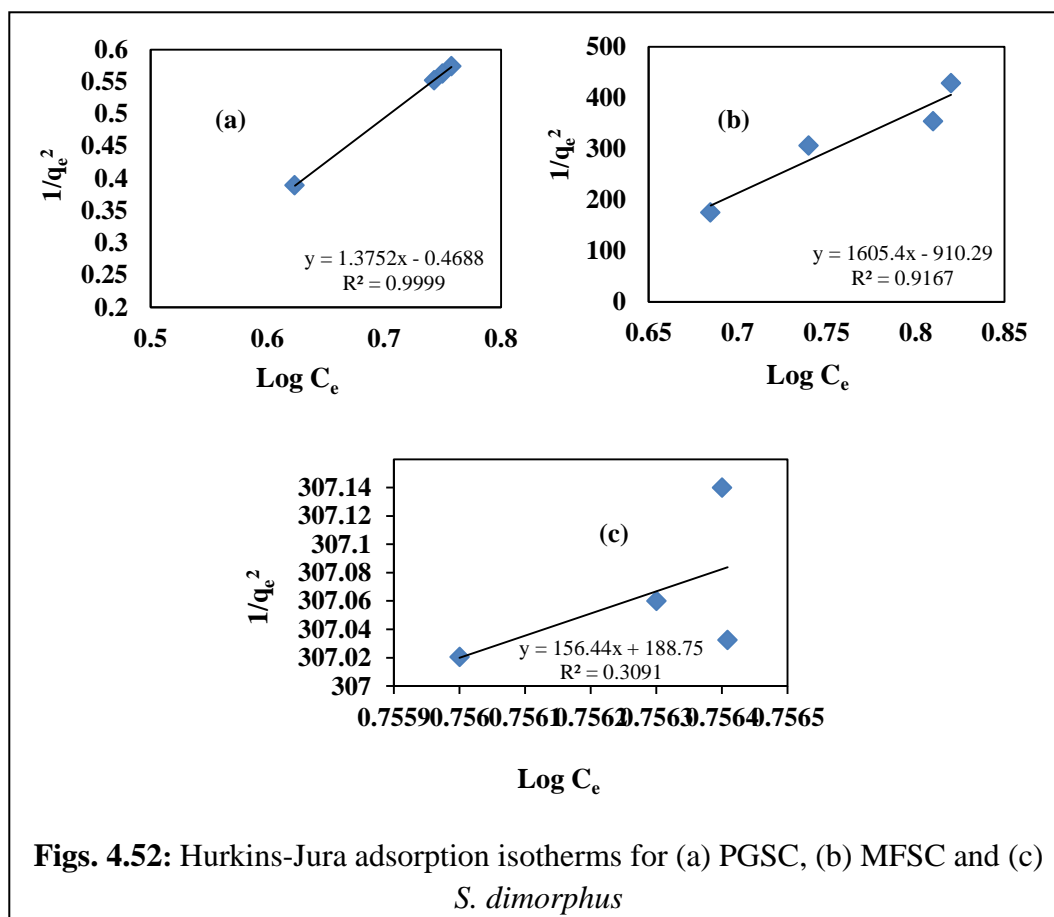 0.6
0.55
0.5
0.45
0.4
0.35
0.3
0.25
0.2
1/qe²
(a)
y = 1.3752x - 0.4688
R² = 0.9999
0.5 0.6 0.7 0.8
Log Ce
500
400
300
200
100
0
1/qe²
(b)
y = 1605.4x - 910.29
R² = 0.9167
0.65 0.7 0.75 0.8 0.85
Log Ce
307.14
307.12
307.1
307.08
307.06
307.04
307.02
307
1/qe²
(c)
y = 156.44x + 188.75
R² = 0.3091
0.7559 0.756 0.7561 0.7562 0.7563 0.7564 0.7565
Log Ce
Figs. 4.52: Hurkins-Jura adsorption isotherms for (a) PGSC, (b) MFSC and (c)
S. dimorphus